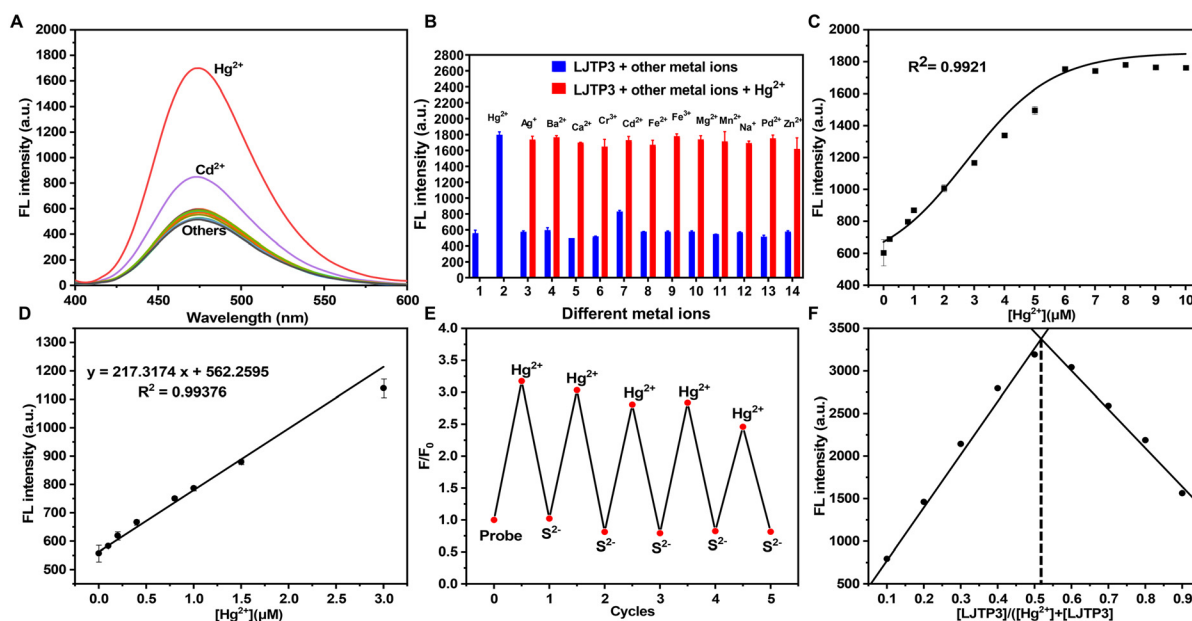 A
2000
1800
1600
1400
1200
1000
800
600
400
200
0
FL intensity (a.u.)
Hg²⁺
Cd²⁺
Others
400 450 500 550 600
Wavelength (nm)
B
2800
2600
2400
2200
2000
1800
1600
1400
1200
1000
800
600
400
200
0
FL intensity (a.u.)
LJTP3 + other metal ions
LJTP3 + other metal ions + Hg²⁺
Hg²⁺ Ag⁺ Ba²⁺ Ca²⁺ Cr³⁺ Cd²⁺ Fe²⁺ Fe³⁺ Mg²⁺ Mn²⁺ Na⁺ Pd²⁺ Zn²⁺
1 2 3 4 5 6 7 8 9 10 11 12 13 14
Different metal ions
C
2000
1800
1600
1400
1200
1000
800
600
400
FL intensity (a.u.)
R²= 0.9921
0 1 2 3 4 5 6 7 8 9 10
[Hg²⁺](μM)
D
1300
1200
1100
1000
900
800
700
600
500
FL intensity (a.u.)
y = 217.3174 x + 562.2595
R² = 0.99376
0.0 0.5 1.0 1.5 2.0 2.5 3.0
[Hg²⁺](μM)
E
4.0
3.5
3.0
2.5
2.0
1.5
1.0
0.5
0.0
F/F₀
Hg²⁺ Hg²⁺ Hg²⁺ Hg²⁺ Hg²⁺
Probe S²⁻ S²⁻ S²⁻ S²⁻ S²⁻
0 1 2 3 4 5
Cycles
F
3500
3000
2500
2000
1500
1000
500
FL intensity (a.u.)
0.1 0.2 0.3 0.4 0.5 0.6 0.7 0.8 0.9
[LJTP3]/([Hg²⁺]+[LJTP3]